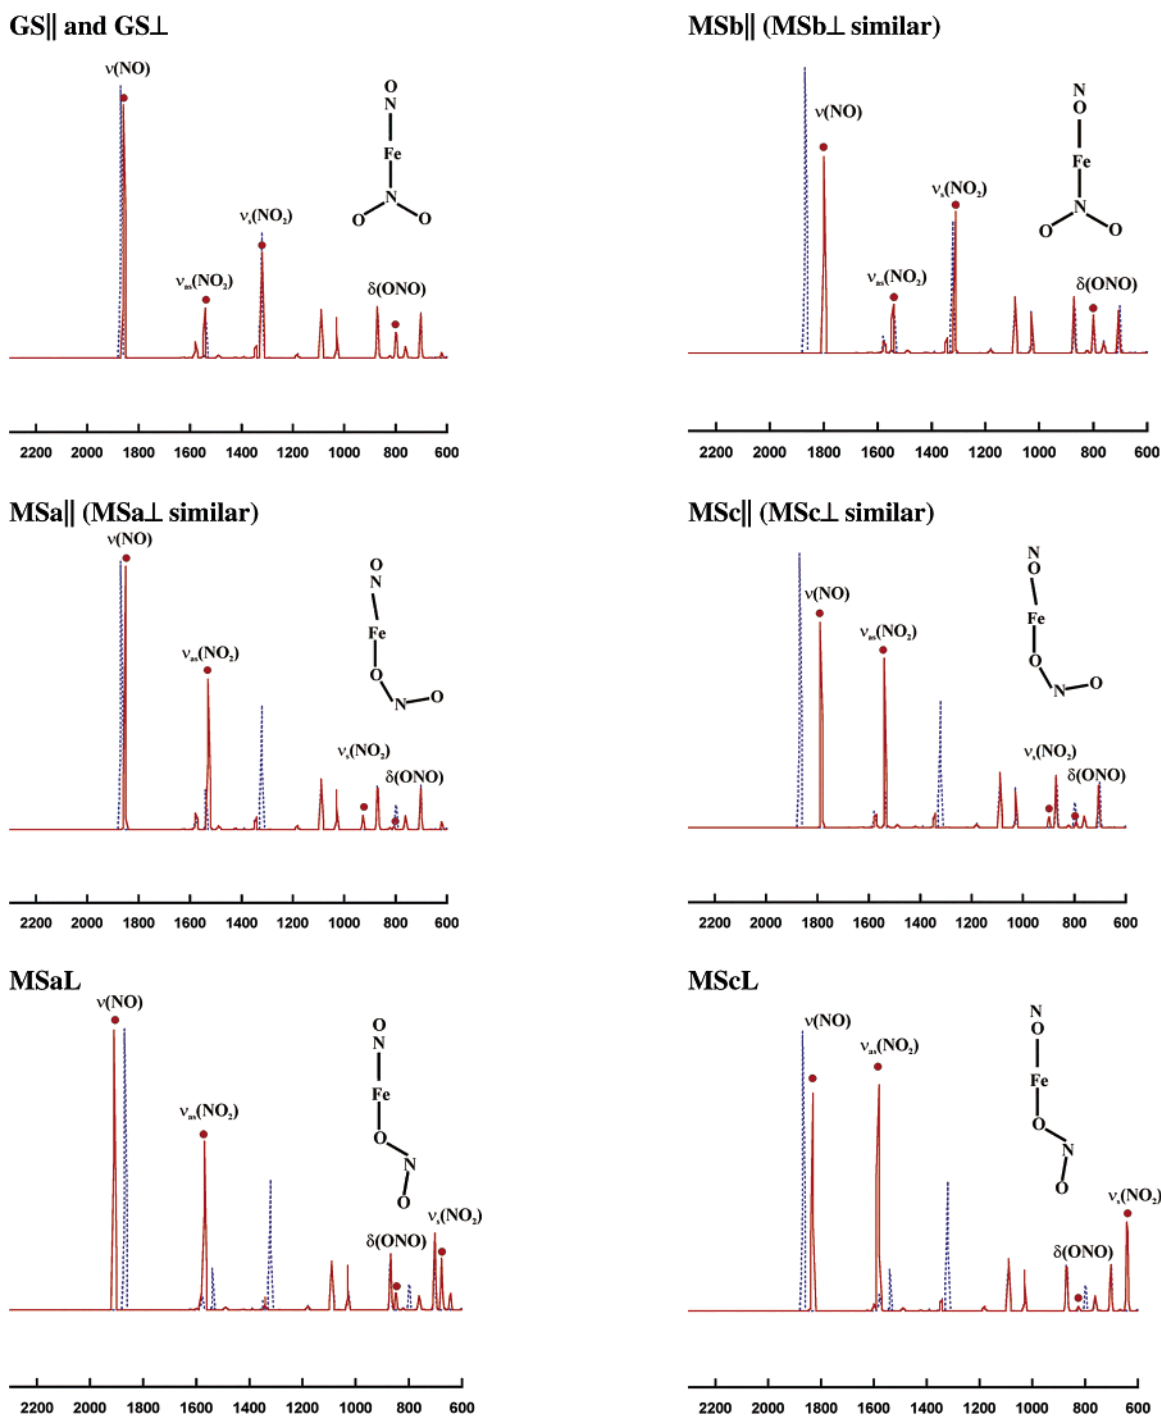 GS|| and GS⊥
ν(NO)
O
N
Fe
N
O O
νs(NO2)
νas(NO2)
δ(ONO)
2200 2000 1800 1600 1400 1200 1000 800 600
MSb|| (MSb⊥ similar)
ν(NO)
N
O
Fe
N
O O
νs(NO2)
νas(NO2)
δ(ONO)
2200 2000 1800 1600 1400 1200 1000 800 600
MSa|| (MSa⊥ similar)
ν(NO)
O
N
Fe
O
N O
νas(NO2)
νs(NO2)
δ(ONO)
2200 2000 1800 1600 1400 1200 1000 800 600
MSc|| (MSc⊥ similar)
N
O
ν(NO)
Fe
νas(NO2)
O
N O
νs(NO2)
δ(ONO)
2200 2000 1800 1600 1400 1200 1000 800 600
MSaL
ν(NO)
O
N
Fe
νas(NO2)
O
N
O
νs(NO2)
δ(ONO)
2200 2000 1800 1600 1400 1200 1000 800 600
MScL
N
O
ν(NO)
νas(NO2)
Fe
O
N
O
νs(NO2)
δ(ONO)
2200 2000 1800 1600 1400 1200 1000 800 600